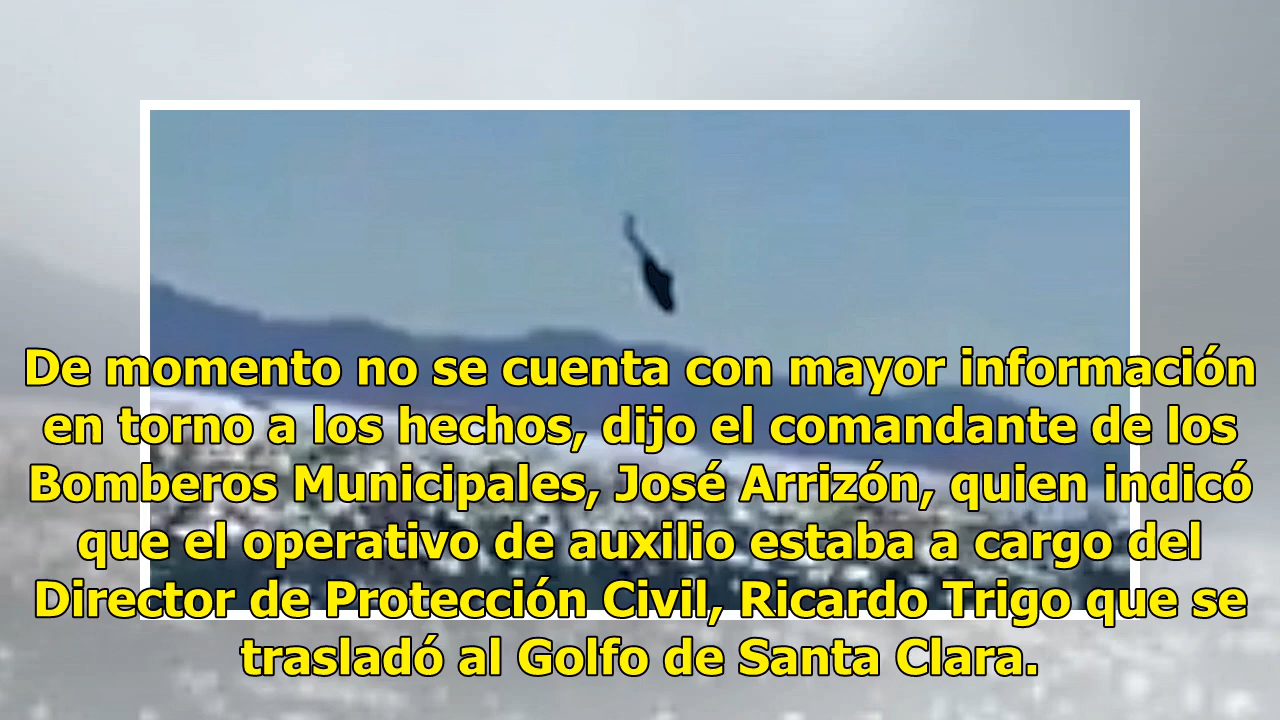 De momento no se cuenta con mayor información
en torno a los hechos, dijo el comandante de los
Bomberos Municipales, José Arrizón, quien indicó
que el operativo de auxilio estaba a cargo del
Director de Protección Civil, Ricardo Trigo que se
trasladó al Golfo de Santa Clara.